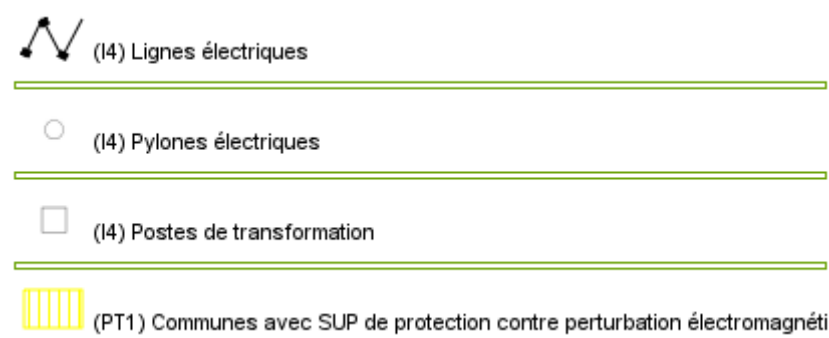 (I4) Lignes électriques
(I4) Pylones électriques
(I4) Postes de transformation
(PT1) Communes avec SUP de protection contre perturbation électromagnéti